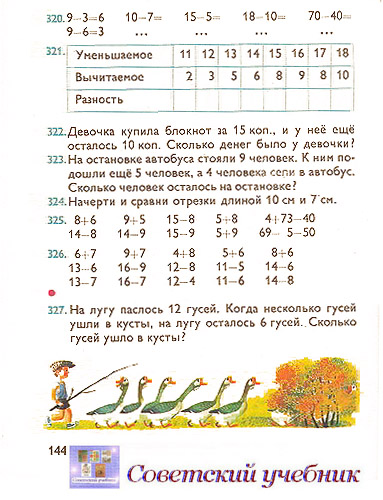 320. 9−3=6 10−7= 15−5= 18−10= 70−40=
9−6=3 ... ... ... ...
321. Уменьшаемое 11 12 13 14 15 16 17 18
Вычитаемое 2 3 5 6 8 9 8 10
Разность
322. Девочка купила блокнот за 15 коп., и у неё ещё
осталось 10 коп. Сколько денег было у девочки?
323. На остановке автобуса стояли 9 человек. К ним по-
дошли ещё 5 человек, а 4 человека сели в автобус.
Сколько человек осталось на остановке?
324. Начерти и сравни отрезки длиной 10 см и 7 см.
325. 8+6 9+5 15−8 5+8 4+73−40
14−8 14−9 15−9 5+9 69−5−50
326. 6+7 9+7 4+8 5+6 8+6
13−6 16−9 12−8 11−5 14−6
13−7 16−7 12−4 11−6 14−8
327. На лугу паслось 12 гусей. Когда несколько гусей
ушли в кусты, на лугу осталось 6 гусей. Сколько
гусей ушло в кусты?
144
Советский учебник